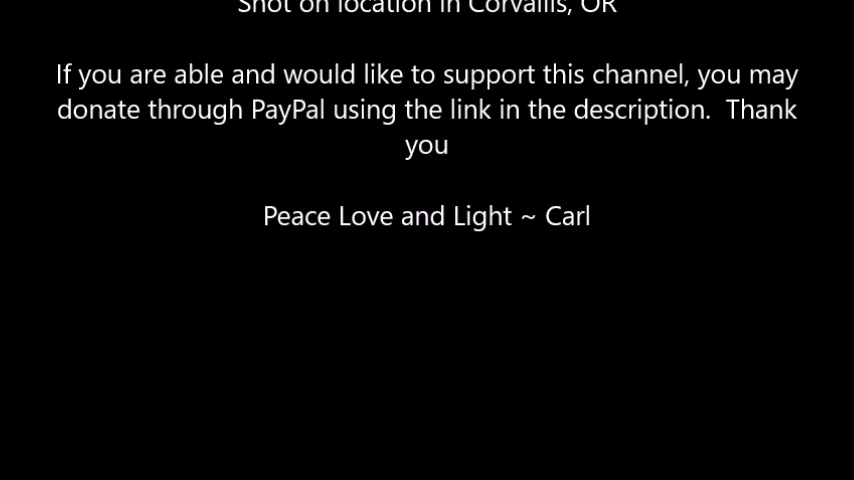 Shot on location in Corvallis, OR
If you are able and would like to support this channel, you may
donate through PayPal using the link in the description.  Thank
you
Peace Love and Light ~ Carl